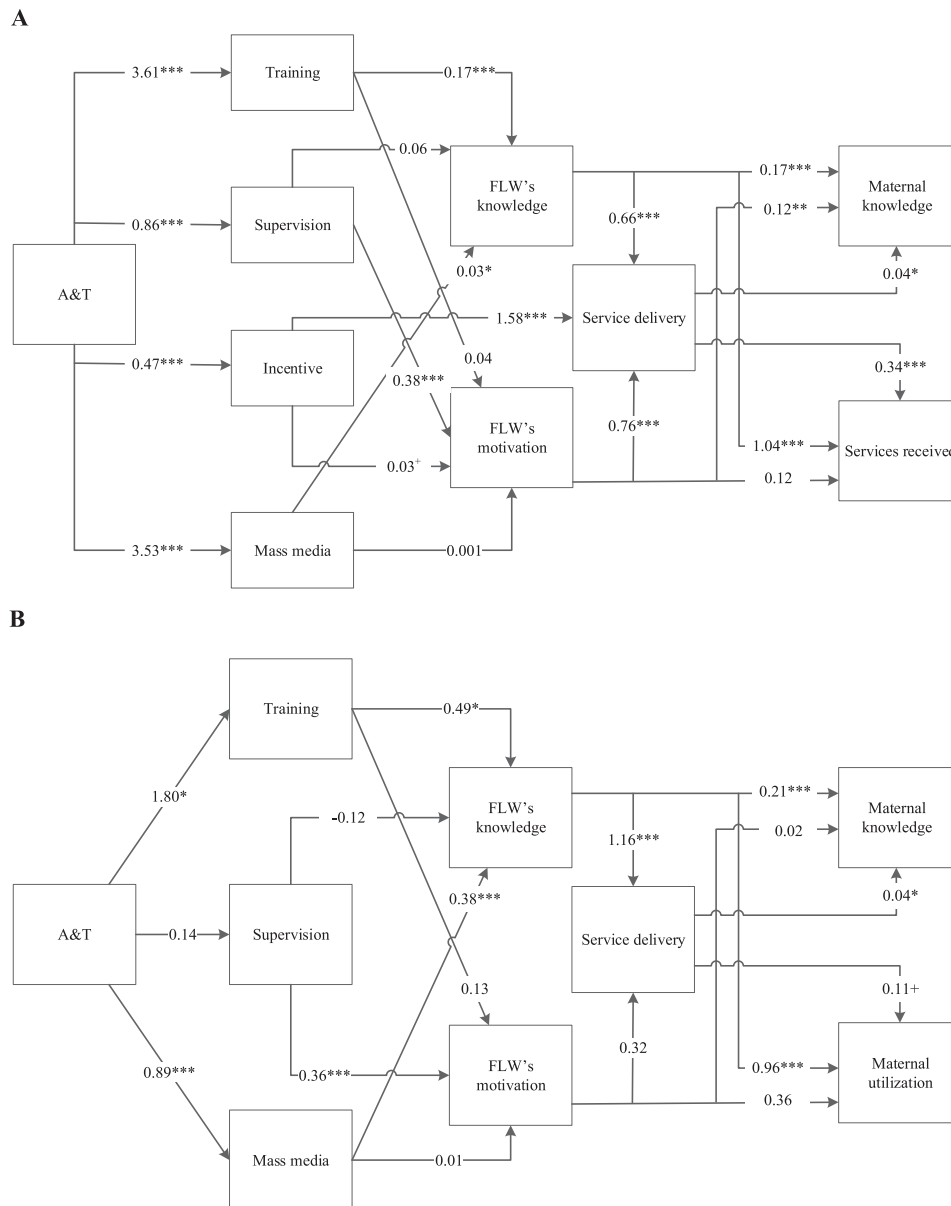 A
Training
3.61***
0.17***
0.06
FLW's
knowledge
Maternal
knowledge
0.17***
0.12**
Supervision
0.86***
0.66***
0.03*
0.04*
A&T
Service delivery
1.58***
Incentive
0.47***
0.04
0.38***
0.34***
FLW's
motivation
0.76***
0.03+
1.04***
Services received
0.12
Mass media
3.53***
0.001
B
Training
0.49*
1.80*
FLW's
knowledge
0.21***
Maternal
knowledge
-0.12
0.02
1.16***
0.38***
0.04*
A&T
0.14
Supervision
Service delivery
0.13
0.11+
0.32
0.89***
0.36***
FLW's
motivation
0.96***
Maternal
utilization
0.36
Mass media
0.01